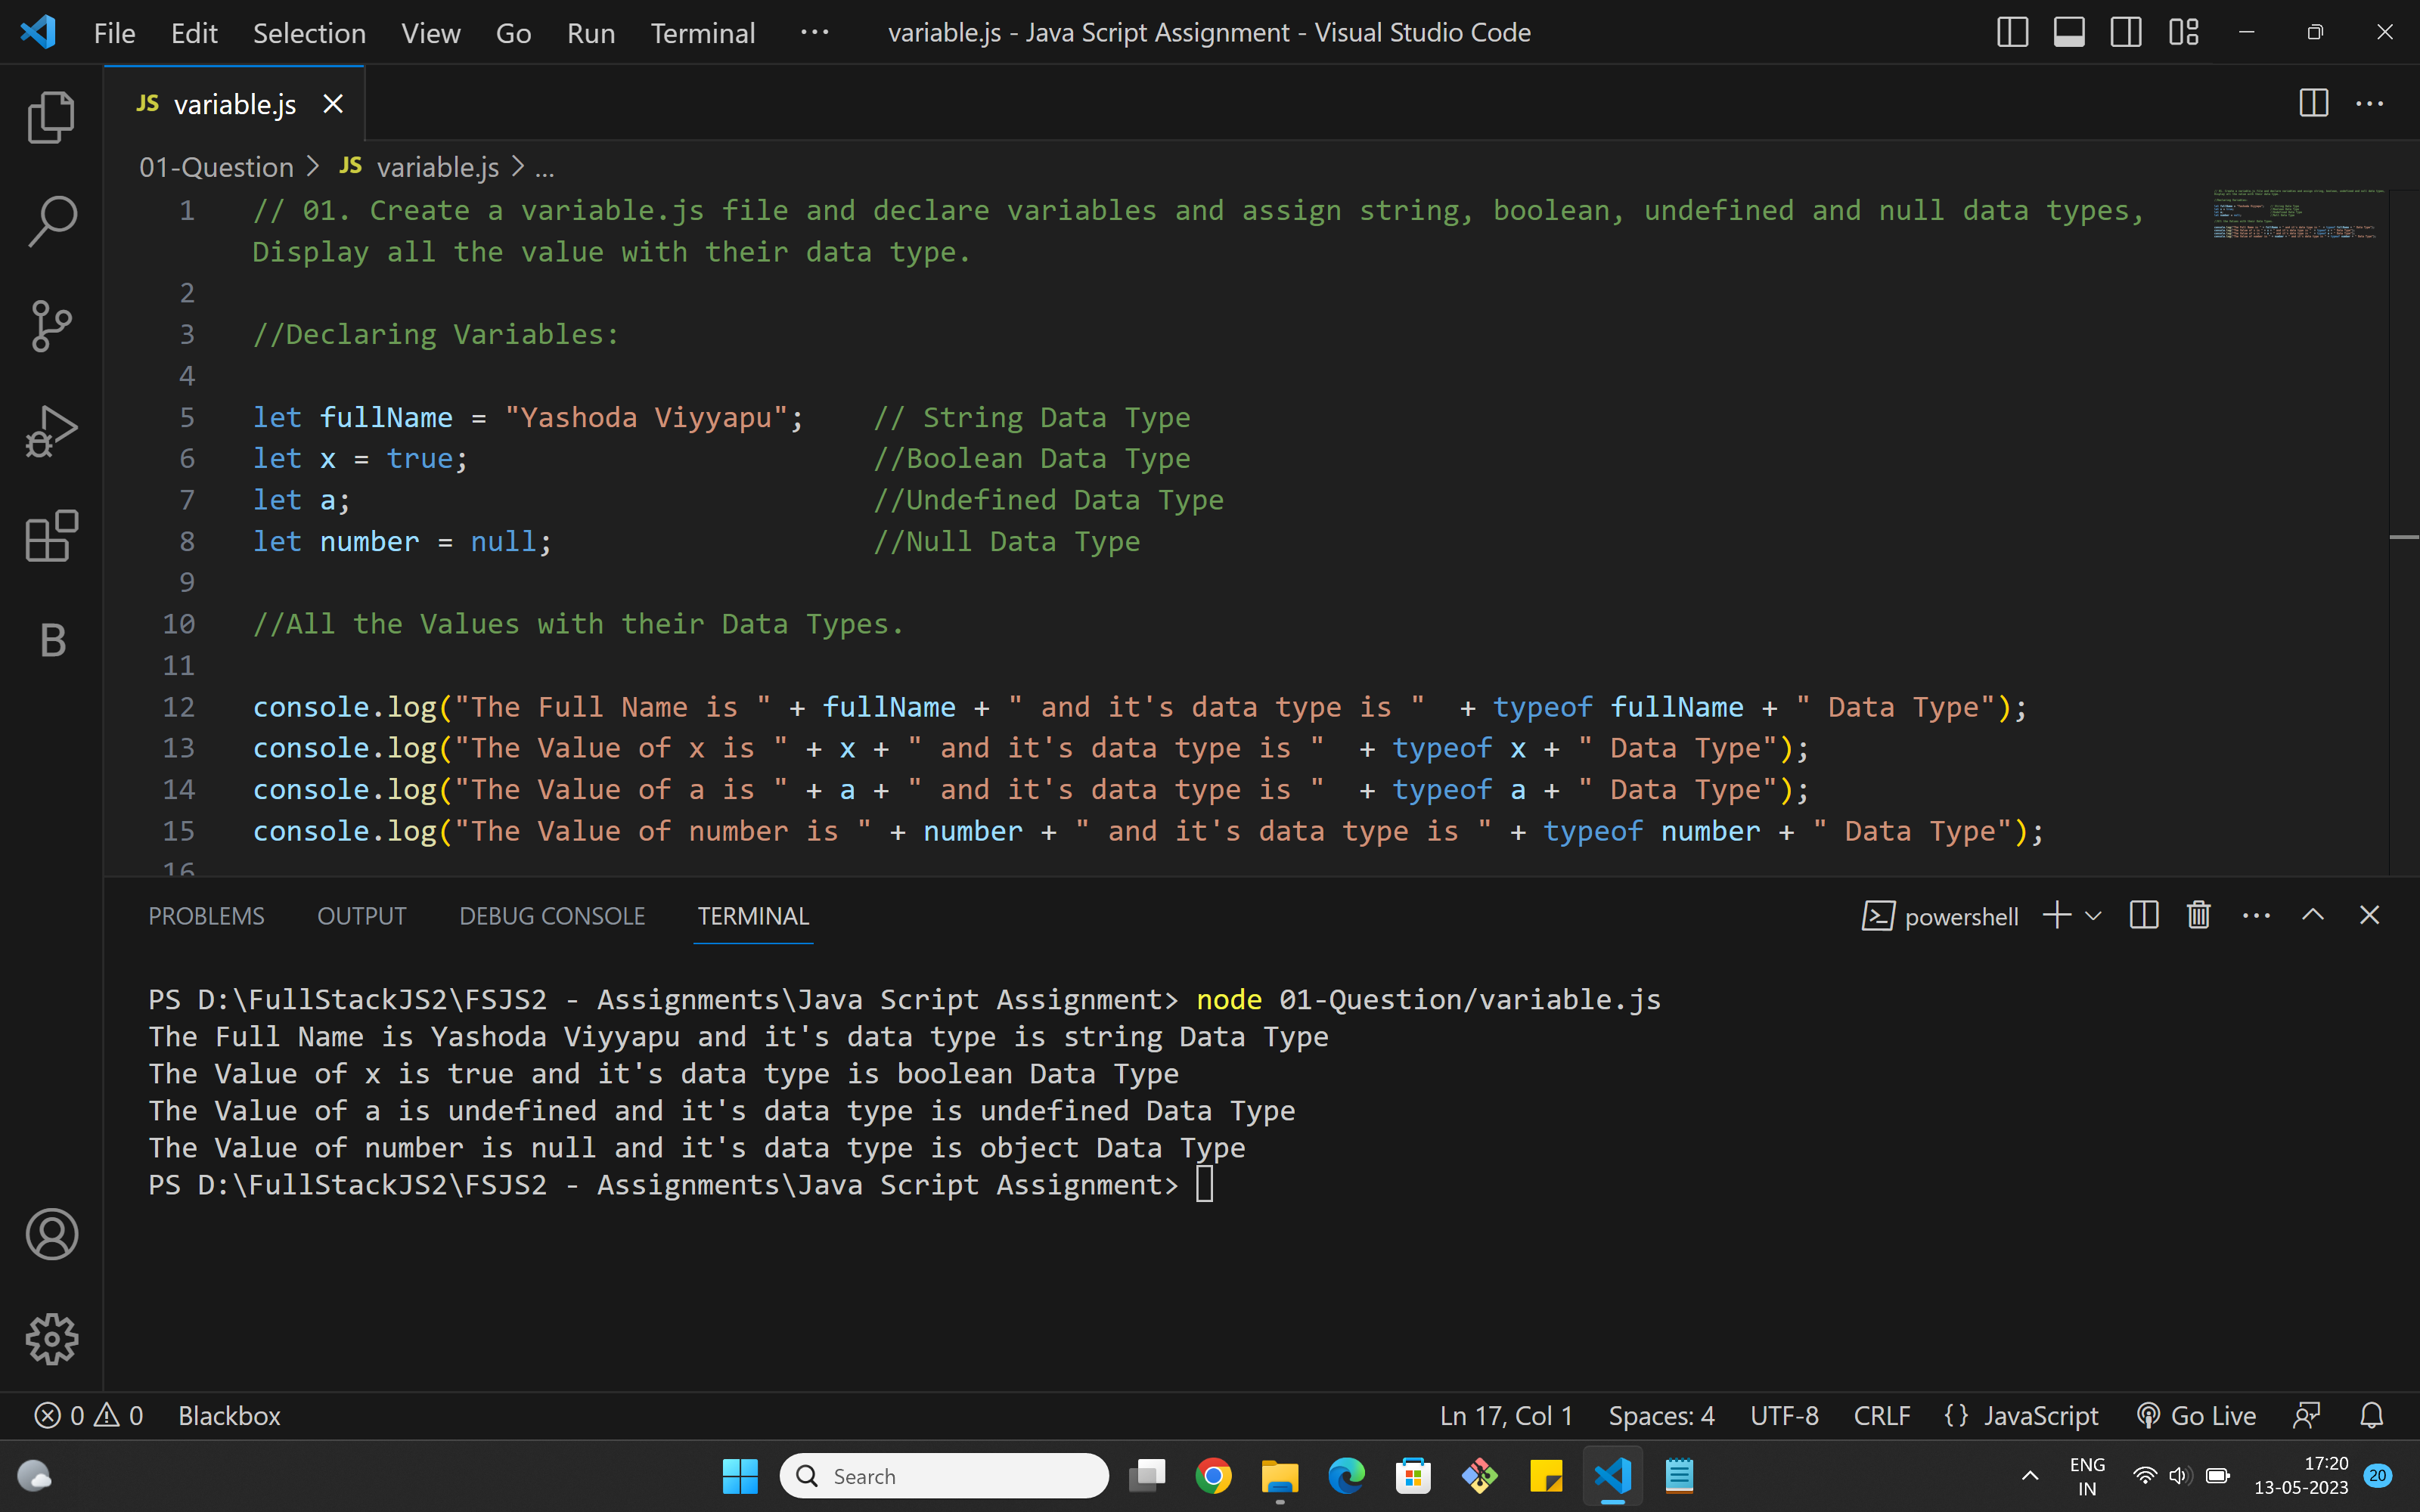 File Edit Selection View Go Run Terminal ··· variable.js - Java Script Assignment - Visual Studio Code
JS variable.js
01-Question > JS variable.js > ...
1 // 01. Create a variable.js file and declare variables and assign string, boolean, undefined and null data types,
Display all the value with their data type.
2
3 //Declaring Variables:
4
5 let fullName = "Yashoda Viyyapu"; // String Data Type
6 let x = true; //Boolean Data Type
7 let a; //Undefined Data Type
8 let number = null; //Null Data Type
9
10 //All the Values with their Data Types.
11
12 console.log("The Full Name is " + fullName + " and it's data type is "  + typeof fullName + " Data Type");
13 console.log("The Value of x is " + x + " and it's data type is "  + typeof x + " Data Type");
14 console.log("The Value of a is " + a + " and it's data type is "  + typeof a + " Data Type");
15 console.log("The Value of number is " + number + " and it's data type is " + typeof number + " Data Type");
16
B
PROBLEMS OUTPUT DEBUG CONSOLE TERMINAL powershell
PS D:\FullStackJS2\FSJS2 - Assignments\Java Script Assignment> node 01-Question/variable.js
The Full Name is Yashoda Viyyapu and it's data type is string Data Type
The Value of x is true and it's data type is boolean Data Type
The Value of a is undefined and it's data type is undefined Data Type
The Value of number is null and it's data type is object Data Type
PS D:\FullStackJS2\FSJS2 - Assignments\Java Script Assignment>
0 0 Blackbox Ln 17, Col 1 Spaces: 4 UTF-8 CRLF {} JavaScript Go Live
Search
ENG
IN
17:20
13-05-2023
20